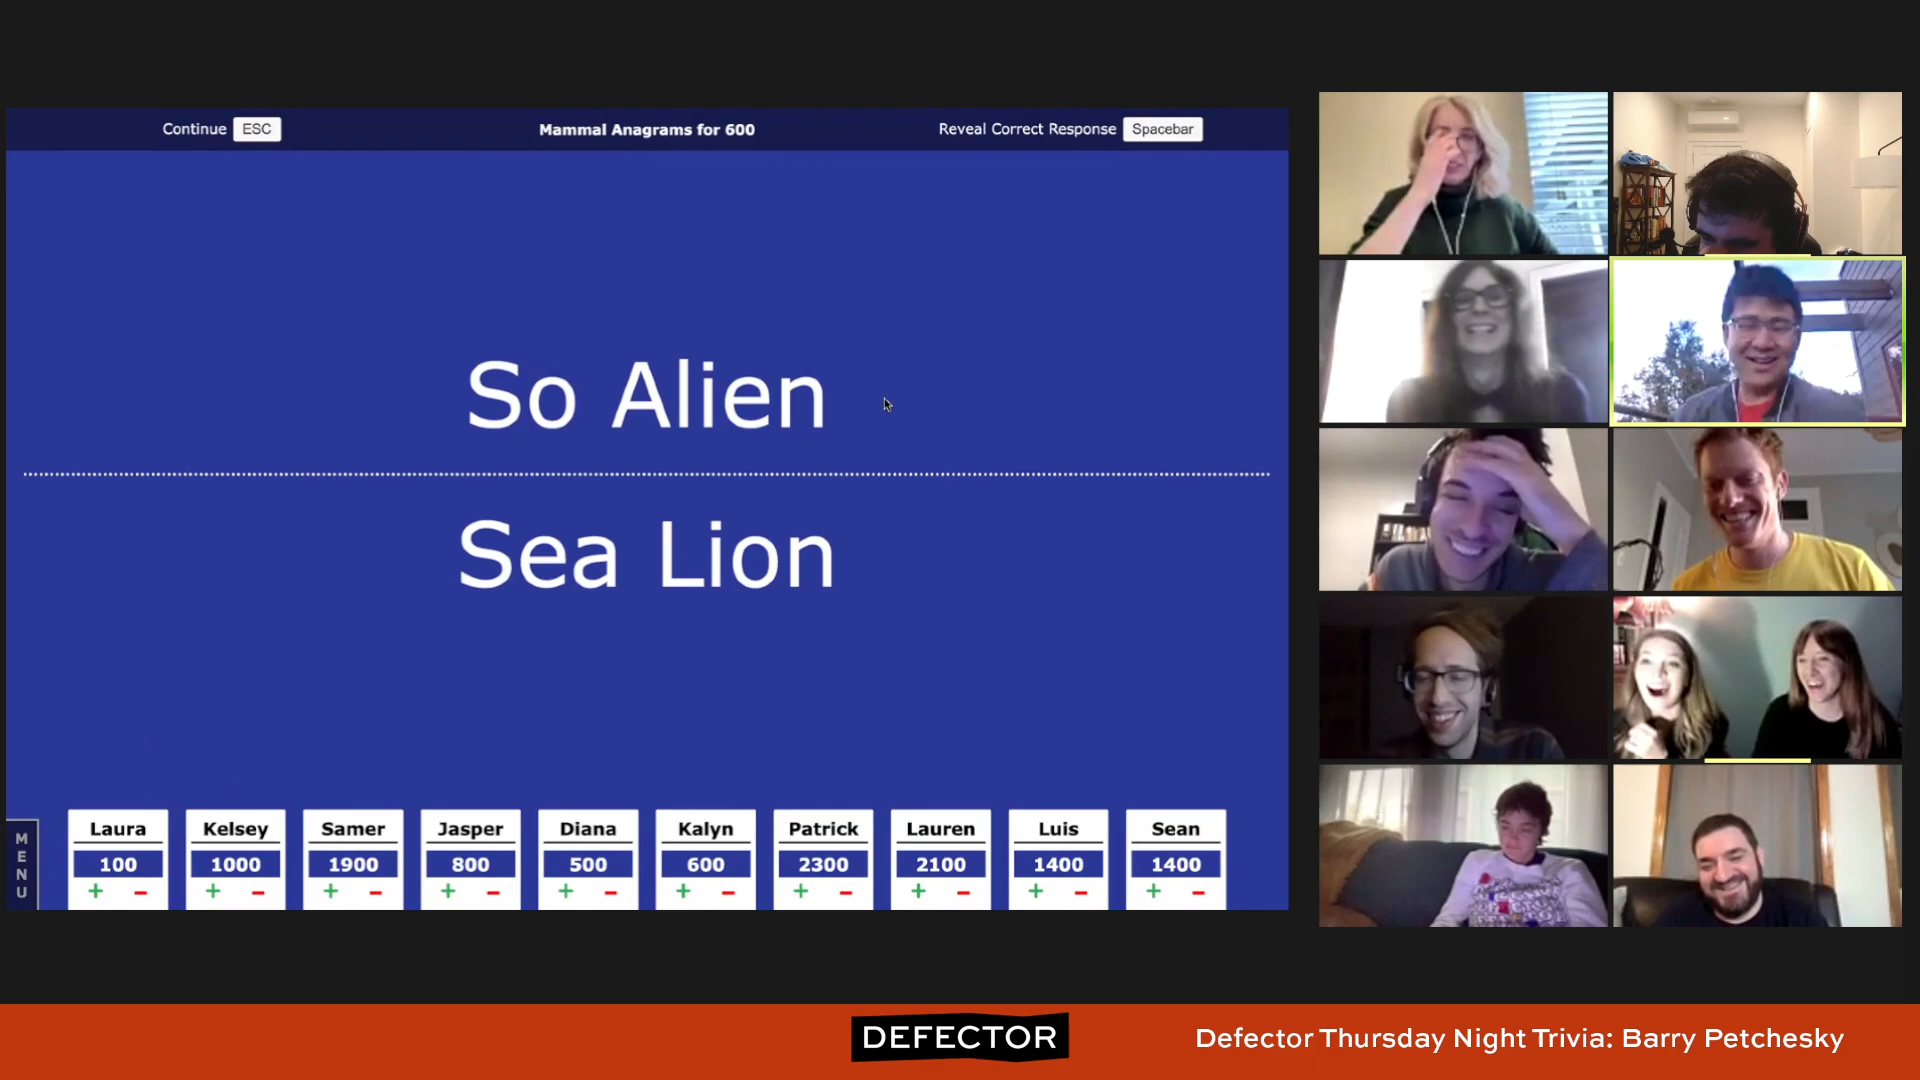 Continue ESC
Mammal Anagrams for 600
Reveal Correct Response Spacebar
So Alien
Sea Lion
MENU
Laura Kelsey Samer Jasper Diana Kalyn Patrick Lauren Luis Sean
100 1000 1900 800 500 600 2300 2100 1400 1400
+ - + - + - + - + - + - + - + - + - + -
DEFECTOR
Defector Thursday Night Trivia: Barry Petchesky